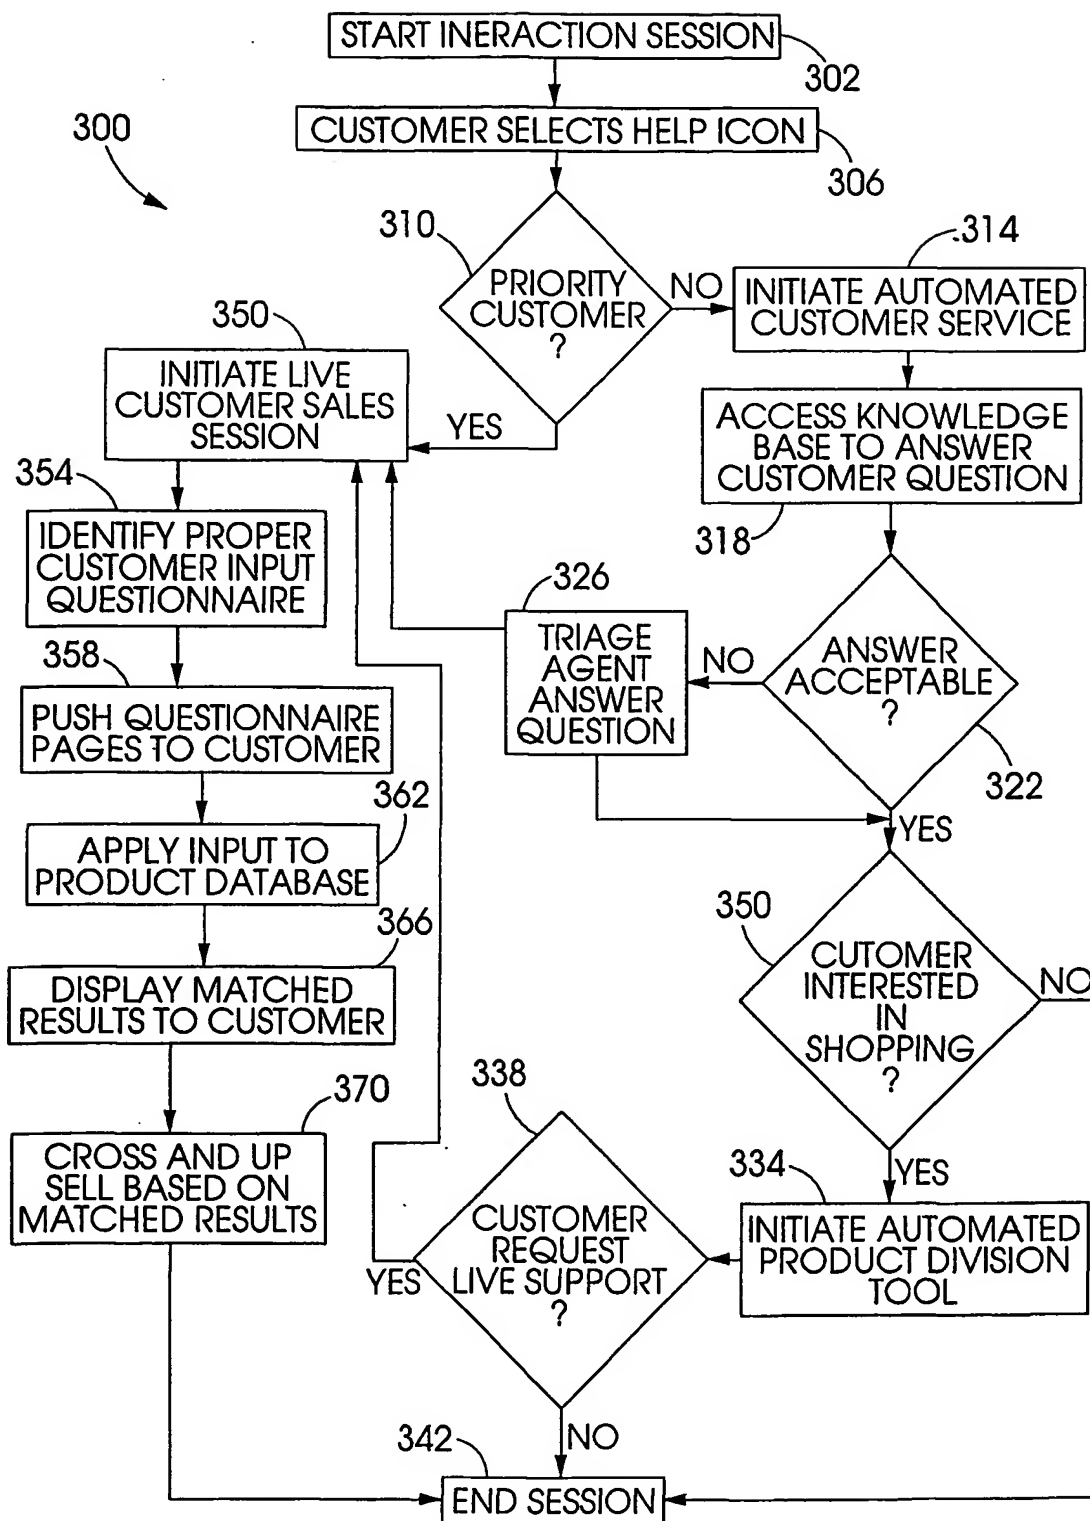 START INERACTION SESSION
302
CUSTOMER SELECTS HELP ICON
306
300
310
PRIORITY
CUSTOMER
?
NO
314
INITIATE AUTOMATED
CUSTOMER SERVICE
350
INITIATE LIVE
CUSTOMER SALES
SESSION
YES
ACCESS KNOWLEDGE
BASE TO ANSWER
CUSTOMER QUESTION
318
354
IDENTIFY PROPER
CUSTOMER INPUT
QUESTIONNAIRE
326
TRIAGE
AGENT
ANSWER
QUESTION
NO
ANSWER
ACCEPTABLE
?
322
YES
358
PUSH QUESTIONNAIRE
PAGES TO CUSTOMER
362
APPLY INPUT TO
PRODUCT DATABASE
366
DISPLAY MATCHED
RESULTS TO CUSTOMER
350
CUTOMER
INTERESTED
IN
SHOPPING
?
NO
YES
370
CROSS AND UP
SELL BASED ON
MATCHED RESULTS
338
CUSTOMER
REQUEST
LIVE SUPPORT
?
YES
NO
334
INITIATE AUTOMATED
PRODUCT DIVISION
TOOL
342
END SESSION